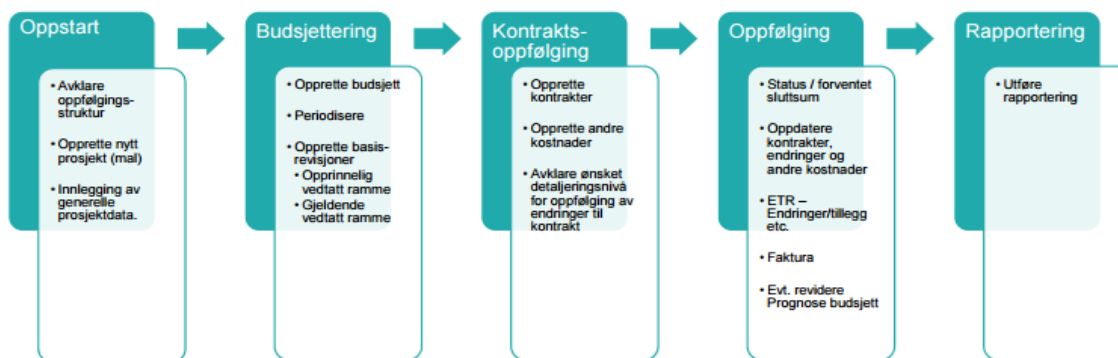 Oppstart
• Avklare
oppfølgings-
struktur
• Opprette nytt
prosjekt (mal)
• Innlegging av
generelle
prosjektdata.
Budsjettering
• Opprette budsjett
• Periodisere
• Opprette basis-
revisjoner
• Opprinnelig
vedtatt ramme
• Gjeldende
vedtatt ramme
Kontrakts-
oppfølging
• Opprette
kontrakter
• Opprette andre
kostnader
• Avklare ønsket
detaljeringsnivå
for oppfølging av
endringer til
kontrakt
Oppfølging
• Status / forventet
sluttsum
• Oppdatere
kontrakter,
endringer og
andre kostnader
• ETR –
Endringer/tillegg
etc.
• Faktura
• Evt. revidere
Prognose budsjett
Rapportering
• Utføre
rapportering